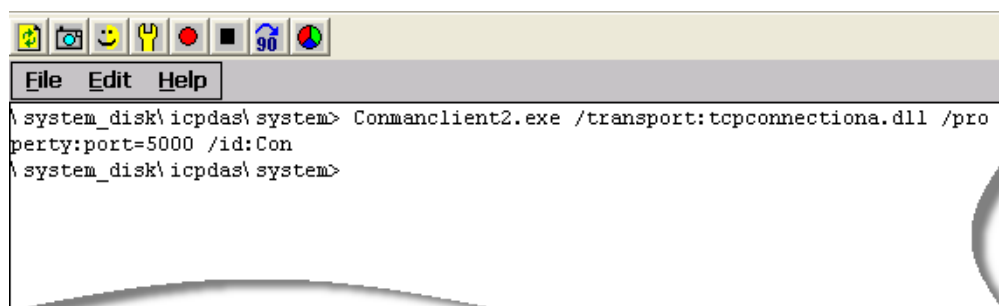 90
File Edit Help
\system_disk\icpdas\system> Conmanclient2.exe /transport:tcpconnectiona.dll /pro
perty:port=5000 /id:Con
\system_disk\icpdas\system>